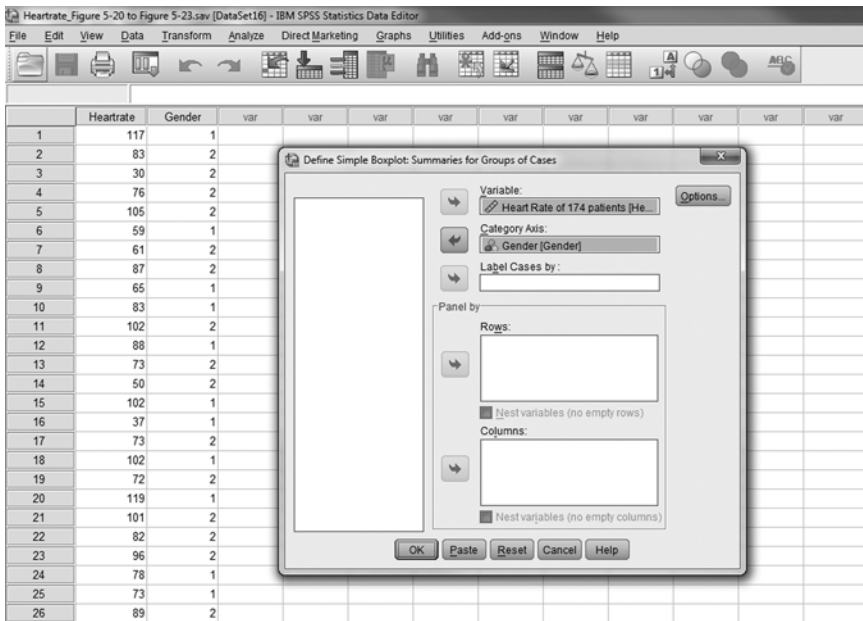 Heartrate_Figure 5-20 to Figure 5-23.sav [DataSet16] - IBM SPSS Statistics Data Editor
File Edit View Data Transform Analyze Direct Marketing Graphs Utilities Add-ons Window Help
Heartrate Gender var var var var var var var var var var
1 117 1
2 83 2
3 30 2
4 76 2
5 105 2
6 59 1
7 61 2
8 87 2
9 65 1
10 83 1
11 102 2
12 88 1
13 73 2
14 50 2
15 102 1
16 37 1
17 73 2
18 102 1
19 72 2
20 119 1
21 101 2
22 82 2
23 96 2
24 78 1
25 73 1
26 89 2
Define Simple Boxplot: Summaries for Groups of Cases
Variable:
Heart Rate of 174 patients [He...
Options...
Category Axis:
Gender [Gender]
Label Cases by:
Panel by
Rows:
Nest variables (no empty rows)
Columns:
Nest variables (no empty columns)
OK Paste Reset Cancel Help